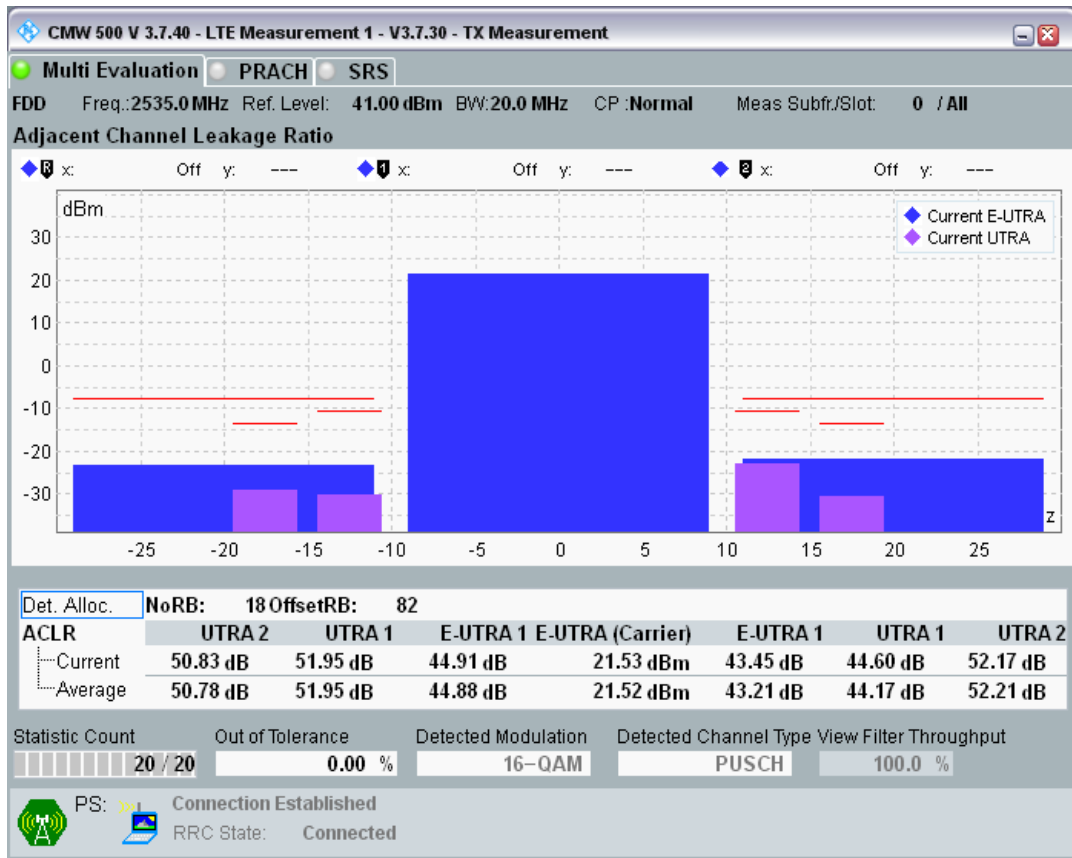 CMW 500 V 3.7.40 - LTE Measurement 1 - V3.7.30 - TX Measurement
Multi Evaluation PRACH SRS
FDD Freq.:2535.0 MHz Ref. Level: 41.00 dBm BW:20.0 MHz CP :Normal Meas Subfr./Slot: 0 / All
Adjacent Channel Leakage Ratio
R x: Off y: --- 1 x: Off y: --- 2 x: Off y: ---
dBm
Current E-UTRA
Current UTRA
30
20
10
0
-10
-20
-30
z
-25 -20 -15 -10 -5 0 5 10 15 20 25
Det. Alloc. NoRB: 18 OffsetRB: 82
ACLR UTRA 2 UTRA 1 E-UTRA 1 E-UTRA (Carrier) E-UTRA 1 UTRA 1 UTRA 2
Current 50.83 dB 51.95 dB 44.91 dB 21.53 dBm 43.45 dB 44.60 dB 52.17 dB
Average 50.78 dB 51.95 dB 44.88 dB 21.52 dBm 43.21 dB 44.17 dB 52.21 dB
Statistic Count Out of Tolerance Detected Modulation Detected Channel Type View Filter Throughput
20 / 20 0.00 % 16-QAM PUSCH 100.0 %
PS: Connection Established
RRC State: Connected